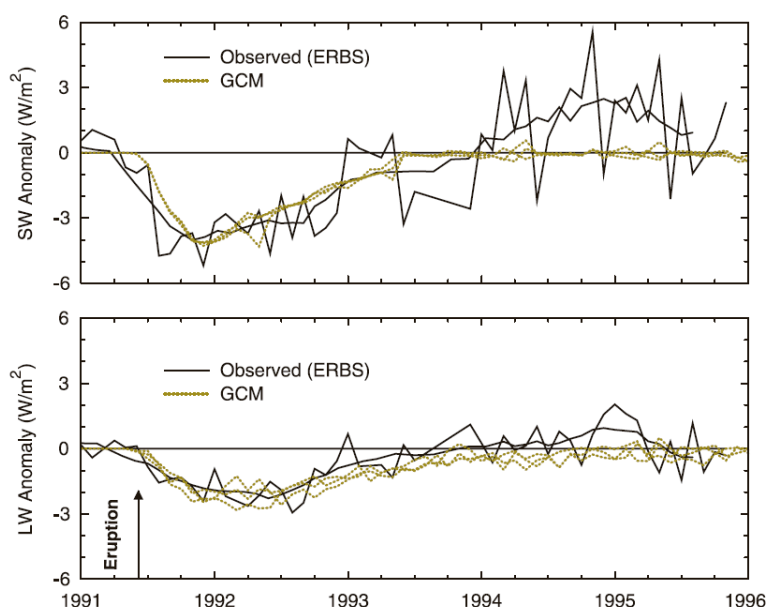 6
3
0
-3
-6
SW Anomaly (W/m²)
Observed (ERBS)
GCM
6
3
0
-3
-6
LW Anomaly (W/m²)
Observed (ERBS)
GCM
Eruption
1991 1992 1993 1994 1995 1996